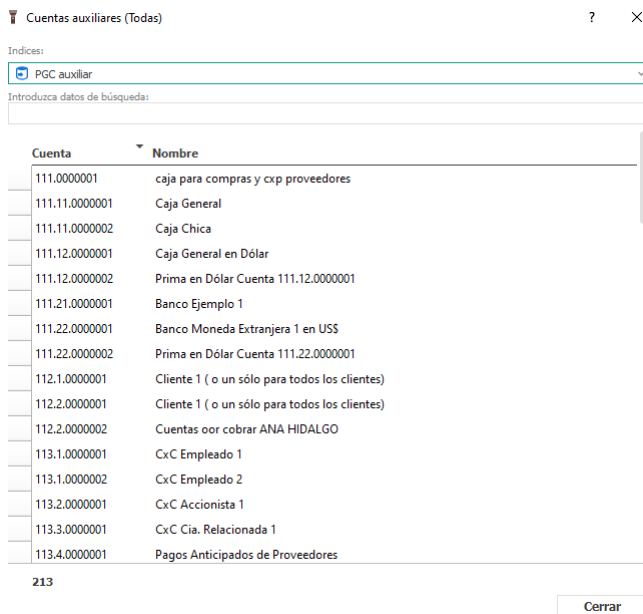 Cuentas auxiliares (Todas)
?
Indices:
PGC auxiliar
Introduzca datos de búsqueda:
Cuenta Nombre
111.0000001 caja para compras y cxp proveedores
111.11.0000001 Caja General
111.11.0000002 Caja Chica
111.12.0000001 Caja General en Dólar
111.12.0000002 Prima en Dólar Cuenta 111.12.0000001
111.21.0000001 Banco Ejemplo 1
111.22.0000001 Banco Moneda Extranjera 1 en US$
111.22.0000002 Prima en Dólar Cuenta 111.22.0000001
112.1.0000001 Cliente 1 ( o un sólo para todos los clientes)
112.2.0000001 Cliente 1 ( o un sólo para todos los clientes)
112.2.0000002 Cuentas oor cobrar ANA HIDALGO
113.1.0000001 CxC Empleado 1
113.1.0000002 CxC Empleado 2
113.2.0000001 CxC Accionista 1
113.3.0000001 CxC Cia. Relacionada 1
113.4.0000001 Pagos Anticipados de Proveedores
213
Cerrar